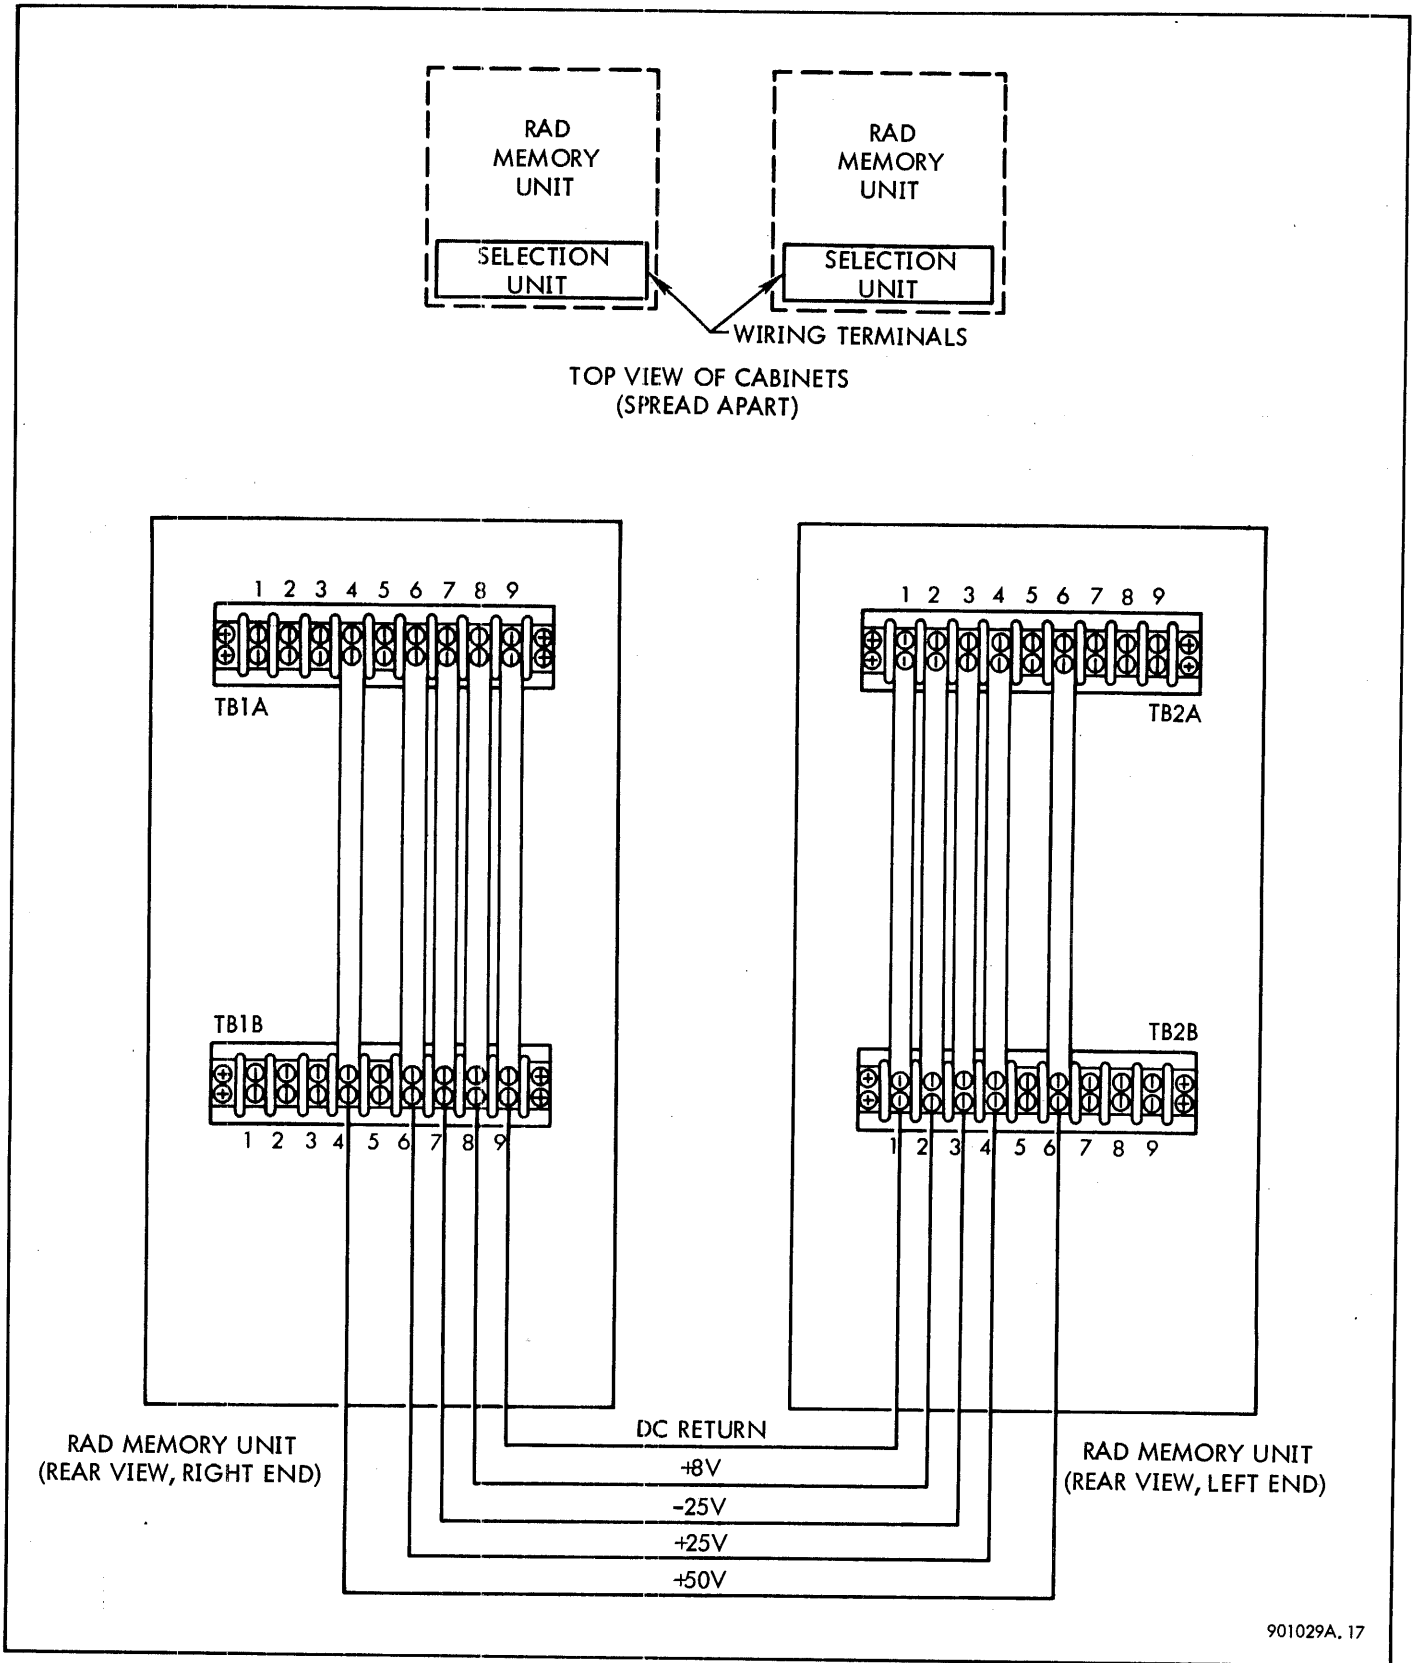 RAD
MEMORY
UNIT
SELECTION
UNIT
RAD
MEMORY
UNIT
SELECTION
UNIT
WIRING TERMINALS
TOP VIEW OF CABINETS
(SPREAD APART)
1 2 3 4 5 6 7 8 9
TB1A
1 2 3 4 5 6 7 8 9
TB2A
TB1B
1 2 3 4 5 6 7 8 9
TB2B
1 2 3 4 5 6 7 8 9
RAD MEMORY UNIT
(REAR VIEW, RIGHT END)
DC RETURN
+8V
-25V
+25V
+50V
RAD MEMORY UNIT
(REAR VIEW, LEFT END)
901029A. 17